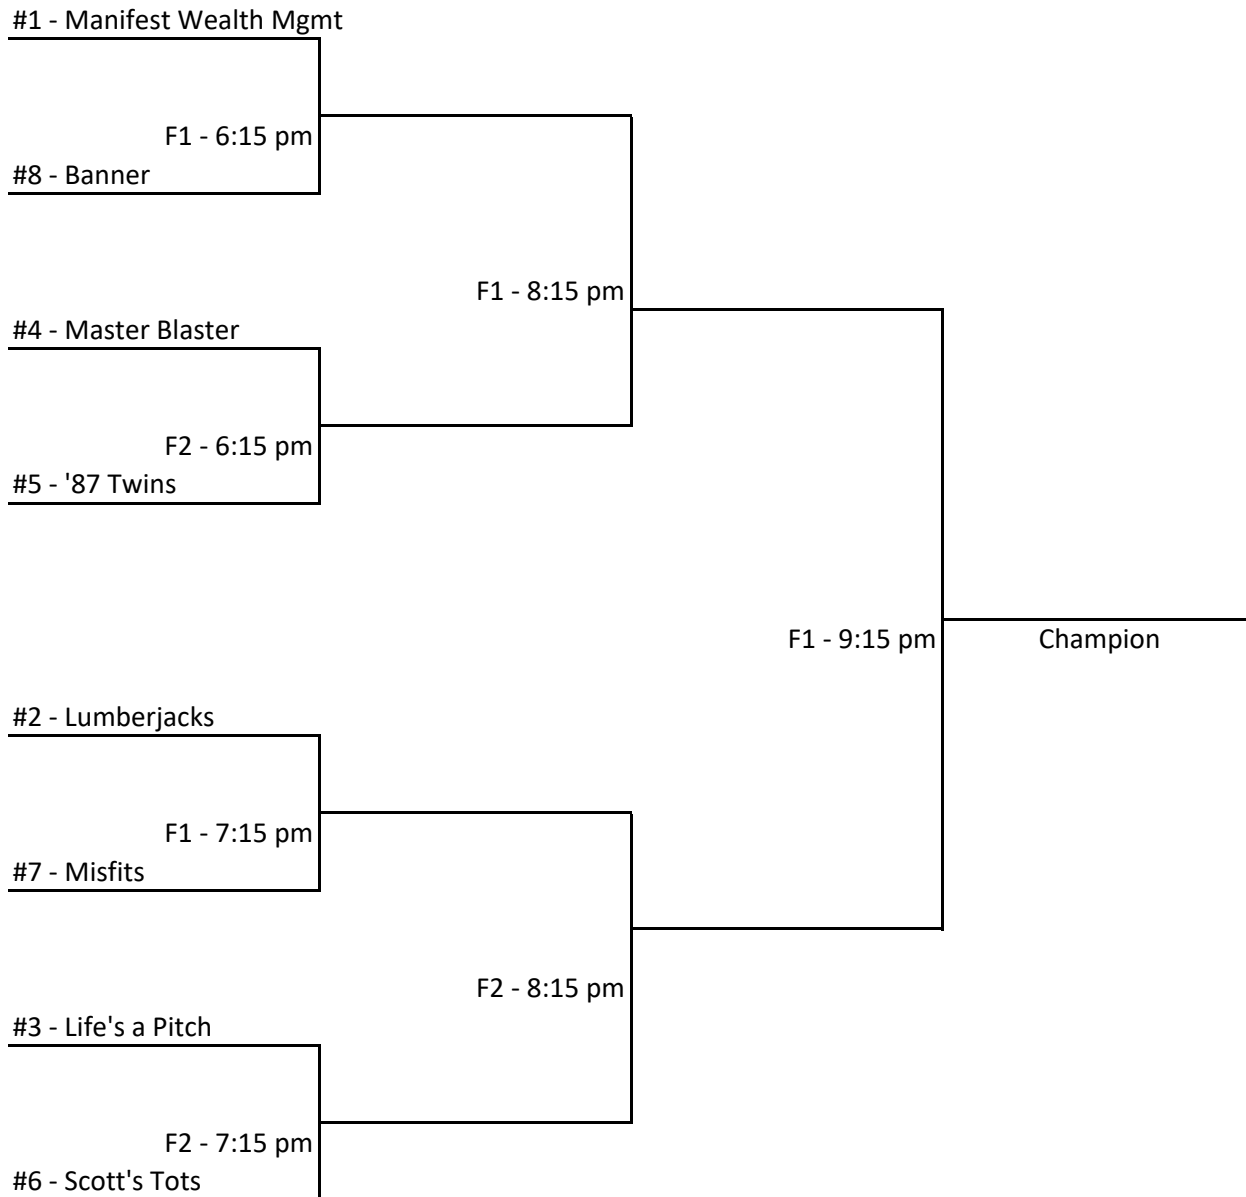 #1 - Manifest Wealth Mgmt
F1 - 6:15 pm
#8 - Banner
F1 - 8:15 pm
#4 - Master Blaster
F2 - 6:15 pm
#5 - '87 Twins
F1 - 9:15 pm
Champion
#2 - Lumberjacks
F1 - 7:15 pm
#7 - Misfits
F2 - 8:15 pm
#3 - Life's a Pitch
F2 - 7:15 pm
#6 - Scott's Tots